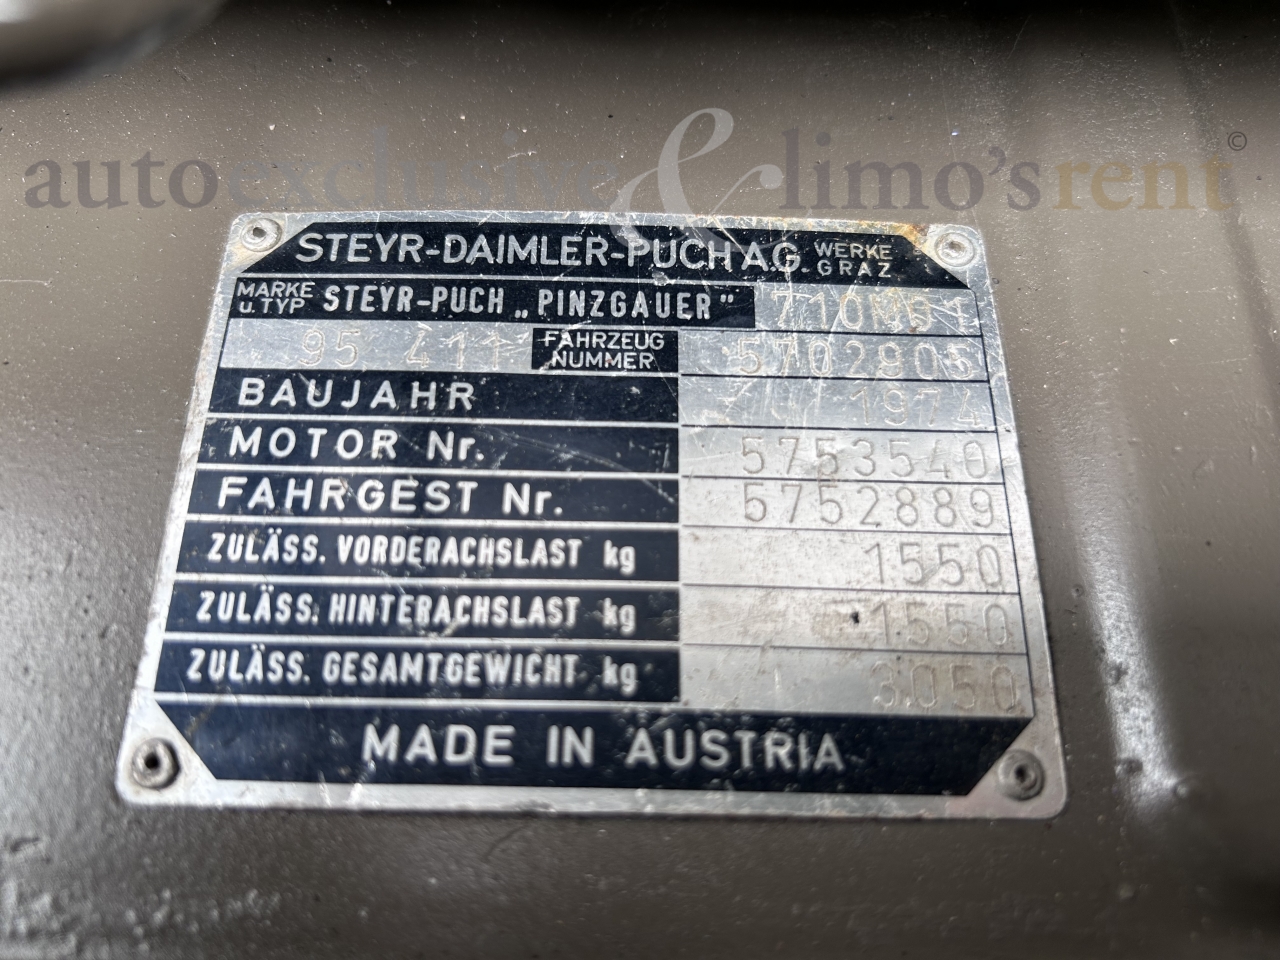 autoexclusive & limo'srent ©
STEYR-DAIMLER-PUCH A.G. WERKE GRAZ
MARKE u. TYP STEYR-PUCH „PINZGAUER"
95 411 FAHRZEUG NUMMER
BAUJAHR 1974
MOTOR Nr. 5753540
FAHRGEST Nr. 5752889
ZULÄSS. VORDERACHSLAST kg 1550
ZULÄSS. HINTERACHSLAST kg 1550
ZULÄSS. GESAMTGEWICHT kg 3050
MADE IN AUSTRIA